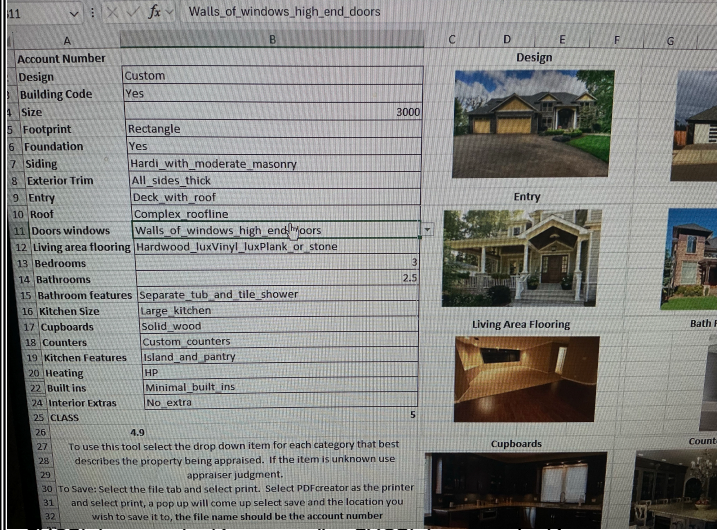 11 fx Walls_of_windows_high_end_doors
A B C D E F G
Account Number Design
Design Custom
3 Building Code Yes
4 Size 3000
5 Footprint Rectangle
6 Foundation Yes
7 Siding Hardi_with_moderate_masonry
8 Exterior Trim All_sides_thick
9 Entry Deck_with_roof Entry
10 Roof Complex_roofline
11 Doors windows Walls_of_windows_high_end_doors
12 Living area flooring Hardwood_luxVinyl_luxPlank_or_stone
13 Bedrooms 3
14 Bathrooms 2.5
15 Bathroom features Separate_tub_and_tile_shower
16 Kitchen Size Large_kitchen
17 Cupboards Solid_wood Living Area Flooring Bath
18 Counters Custom_counters
19 Kitchen Features Island_and_pantry
20 Heating HP
22 Built ins Minimal_built_ins
24 Interior Extras No_extra
25 CLASS 5
26 4.9
27 To use this tool select the drop down item for each category that best Cupboards Count
28 describes the property being appraised. If the item is unknown use
29 appraiser judgment.
30 To Save: Select the file tab and select print. Select PDFcreator as the printer
31 and select print, a pop up will come up select save and the location you
32 wish to save it to, the file name should be the account number